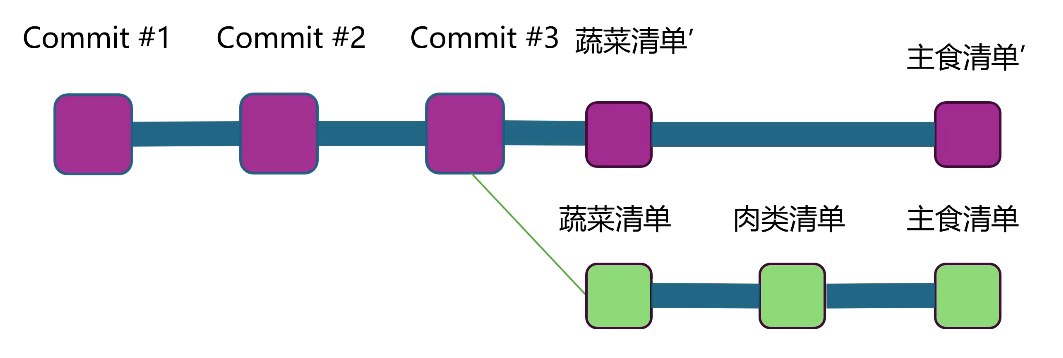 Commit #1
Commit #2
Commit #3
蔬菜清单’
主食清单’
蔬菜清单
肉类清单
主食清单